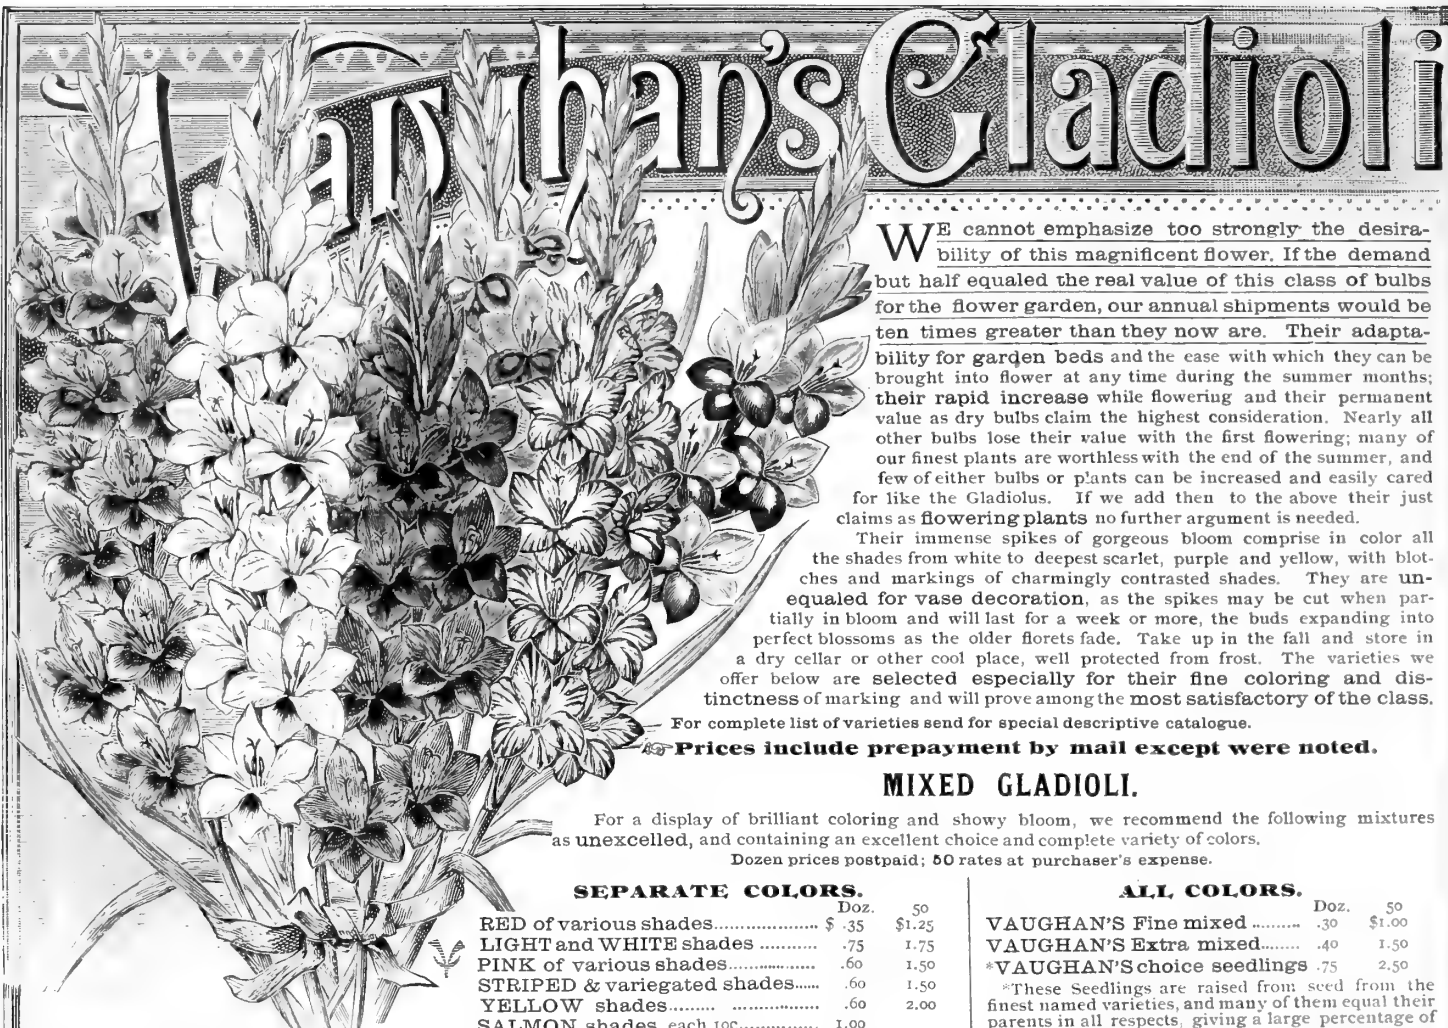 Vaughan's Gladioli
WE cannot emphasize too strongly the desira-
bility of this magnificent flower. If the demand
but half equaled the real value of this class of bulbs
for the flower garden, our annual shipments would be
ten times greater than they now are. Their adapta-
bility for garden beds and the ease with which they can be
brought into flower at any time during the summer months;
their rapid increase while flowering and their permanent
value as dry bulbs claim the highest consideration. Nearly all
other bulbs lose their value with the first flowering; many of
our finest plants are worthless with the end of the summer, and
few of either bulbs or plants can be increased and easily cared
for like the Gladiolus. If we add then to the above their just
claims as flowering plants no further argument is needed.
Their immense spikes of gorgeous bloom comprise in color all
the shades from white to deepest scarlet, purple and yellow, with blot-
ches and markings of charmingly contrasted shades. They are un-
equaled for vase decoration, as the spikes may be cut when par-
tially in bloom and will last for a week or more, the buds expanding into
perfect blossoms as the older florets fade. Take up in the fall and store in
a dry cellar or other cool place, well protected from frost. The varieties we
offer below are selected especially for their fine coloring and dis-
tinctness of marking and will prove among the most satisfactory of the class.
For complete list of varieties send for special descriptive catalogue.
☞Prices include prepayment by mail except were noted.
MIXED GLADIOLI.
For a display of brilliant coloring and showy bloom, we recommend the following mixtures
as unexcelled, and containing an excellent choice and complete variety of colors.
Dozen prices postpaid; 50 rates at purchaser's expense.
SEPARATE COLORS.
Doz. 50
RED of various shades..................... $ .35 $1.25
LIGHT and WHITE shades ........... .75 1.75
PINK of various shades................. .60 1.50
STRIPED & variegated shades...... .60 1.50
YELLOW shades........ ................. .60 2.00
SALMON shades, each 10c.................. 1.00
ALL COLORS.
Doz. 50
VAUGHAN'S Fine mixed .......... .30 $1.00
VAUGHAN'S Extra mixed........ .40 1.50
*VAUGHAN'S choice seedlings .75 2.50
*These Seedlings are raised from seed from the
finest named varieties, and many of them equal their
parents in all respects, giving a large percentage of